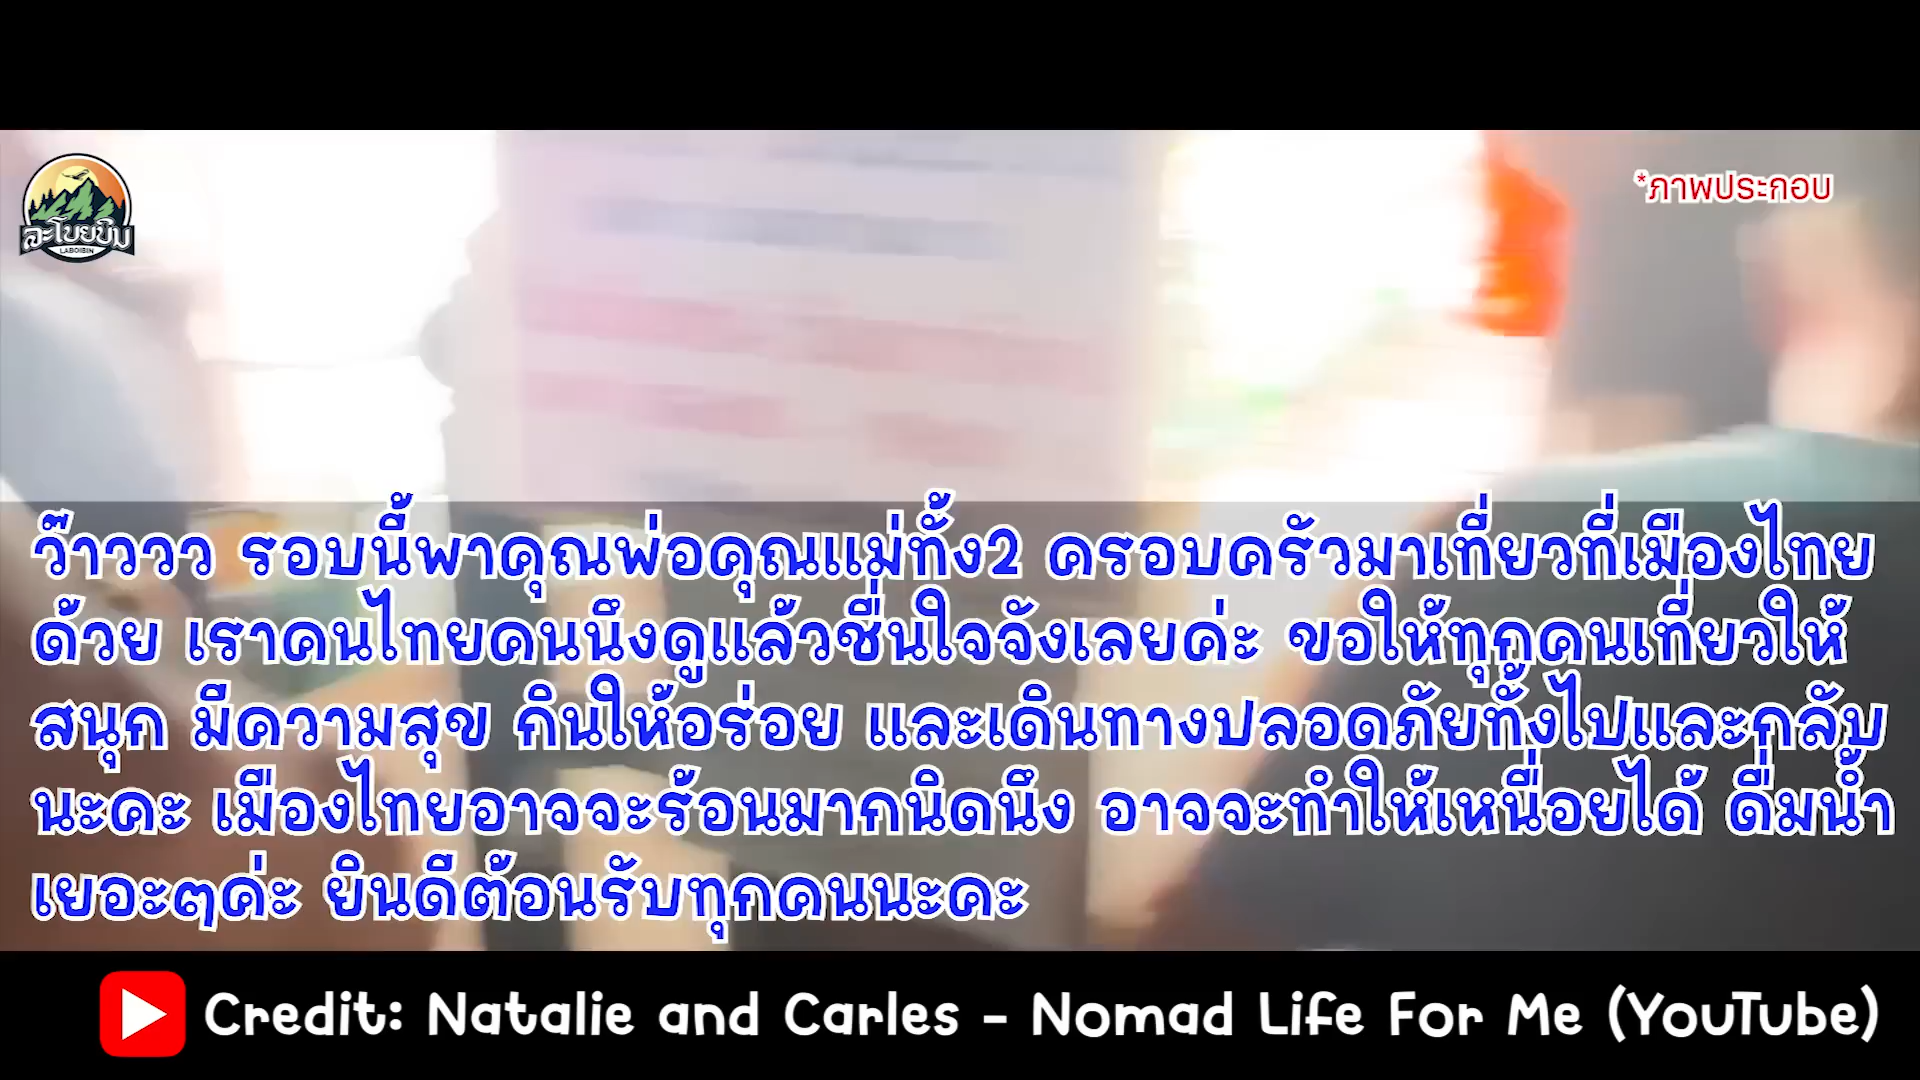 ละโบยบิน
LABOIBIN
*ภาพประกอบ
ว๊าววว รอบนี้พาคุณพ่อคุณแม่ทั้ง2 ครอบครัวมาเที่ยวที่เมืองไทย
ด้วย เราคนไทยคนนึงดูแล้วชื่นใจจังเลยค่ะ ขอให้ทุกคนเที่ยวให้
สนุก มีความสุข กินให้อร่อย และเดินทางปลอดภัยทั้งไปและกลับ
นะคะ เมืองไทยอาจจะร้อนมากนิดนึง อาจจะทำให้เหนื่อยได้ ดื่มน้ำ
เยอะๆค่ะ ยินดีต้อนรับทุกคนนะคะ
Credit: Natalie and Carles - Nomad Life For Me (YouTube)